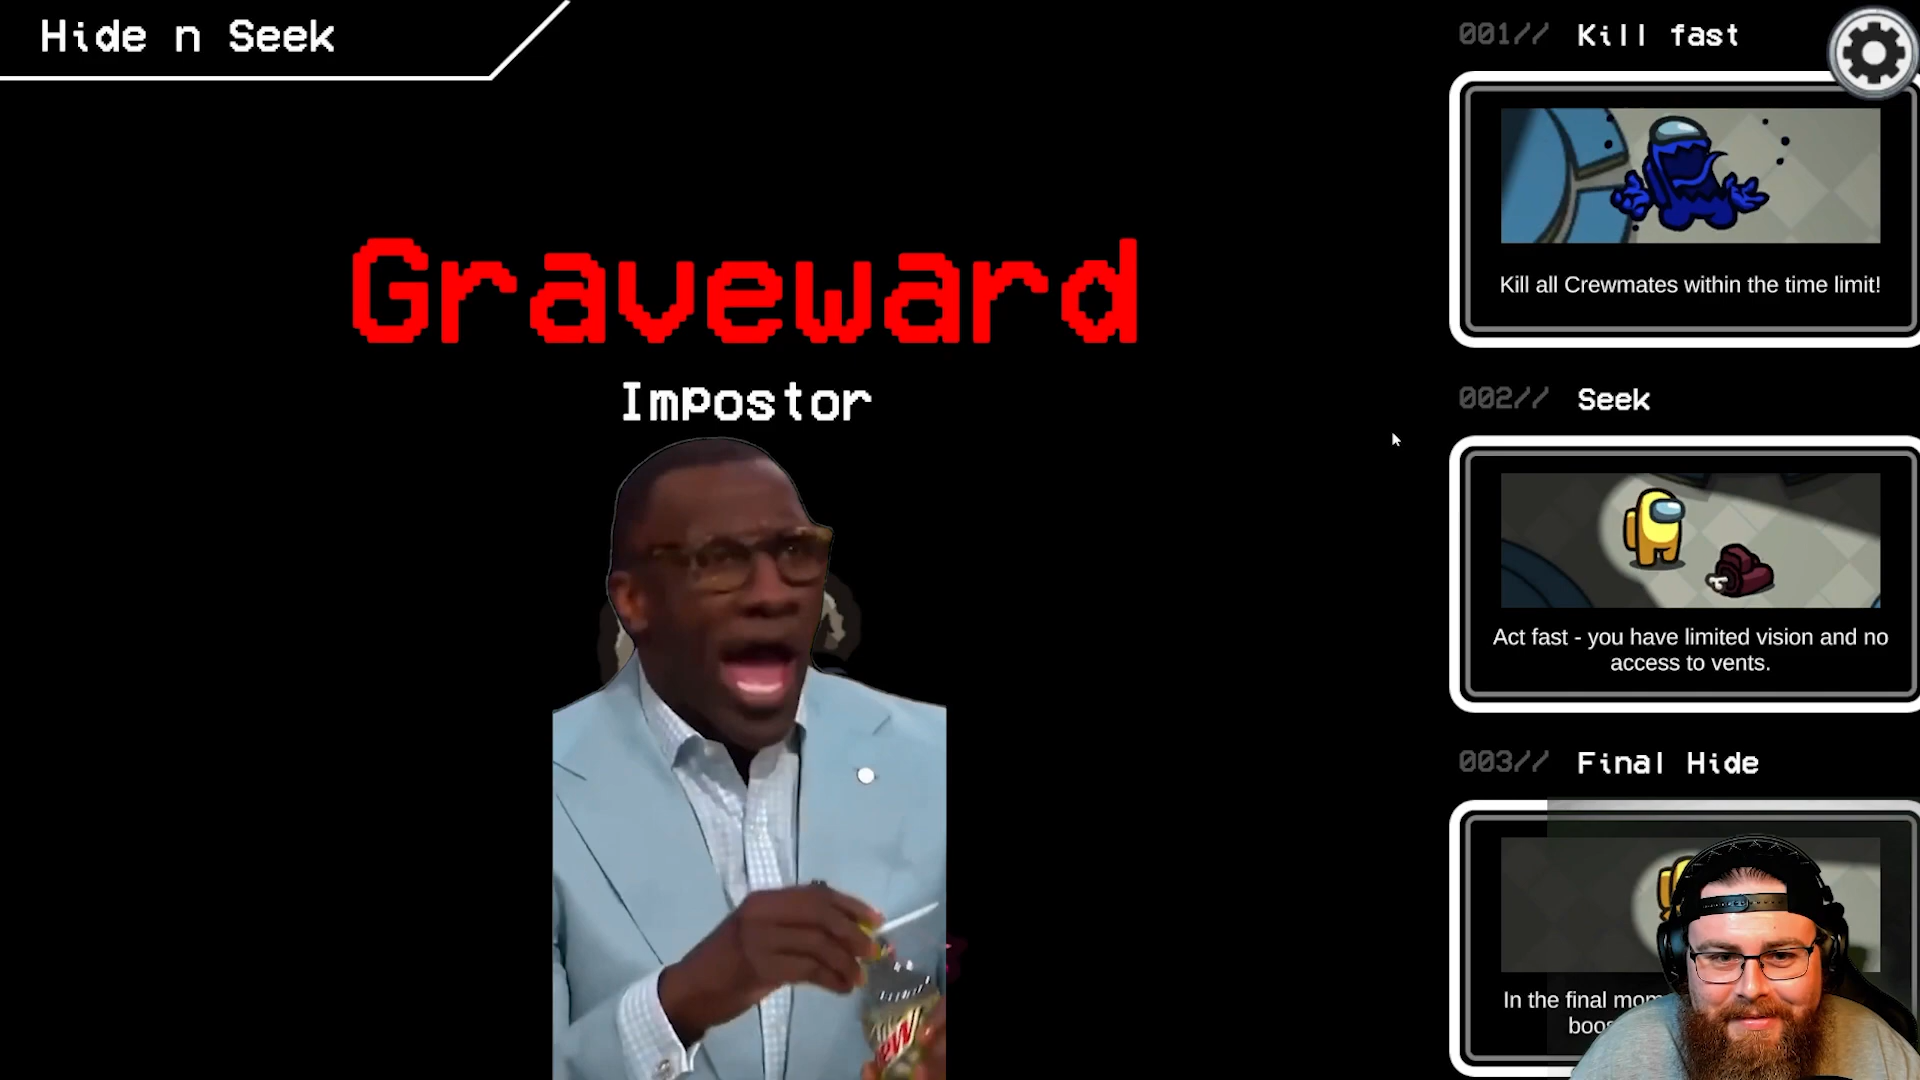 Hide n Seek
Graveward
Impostor
001// Kill fast
Kill all Crewmates within the time limit!
002// Seek
Act fast - you have limited vision and no
access to vents.
003// Final Hide
In the final